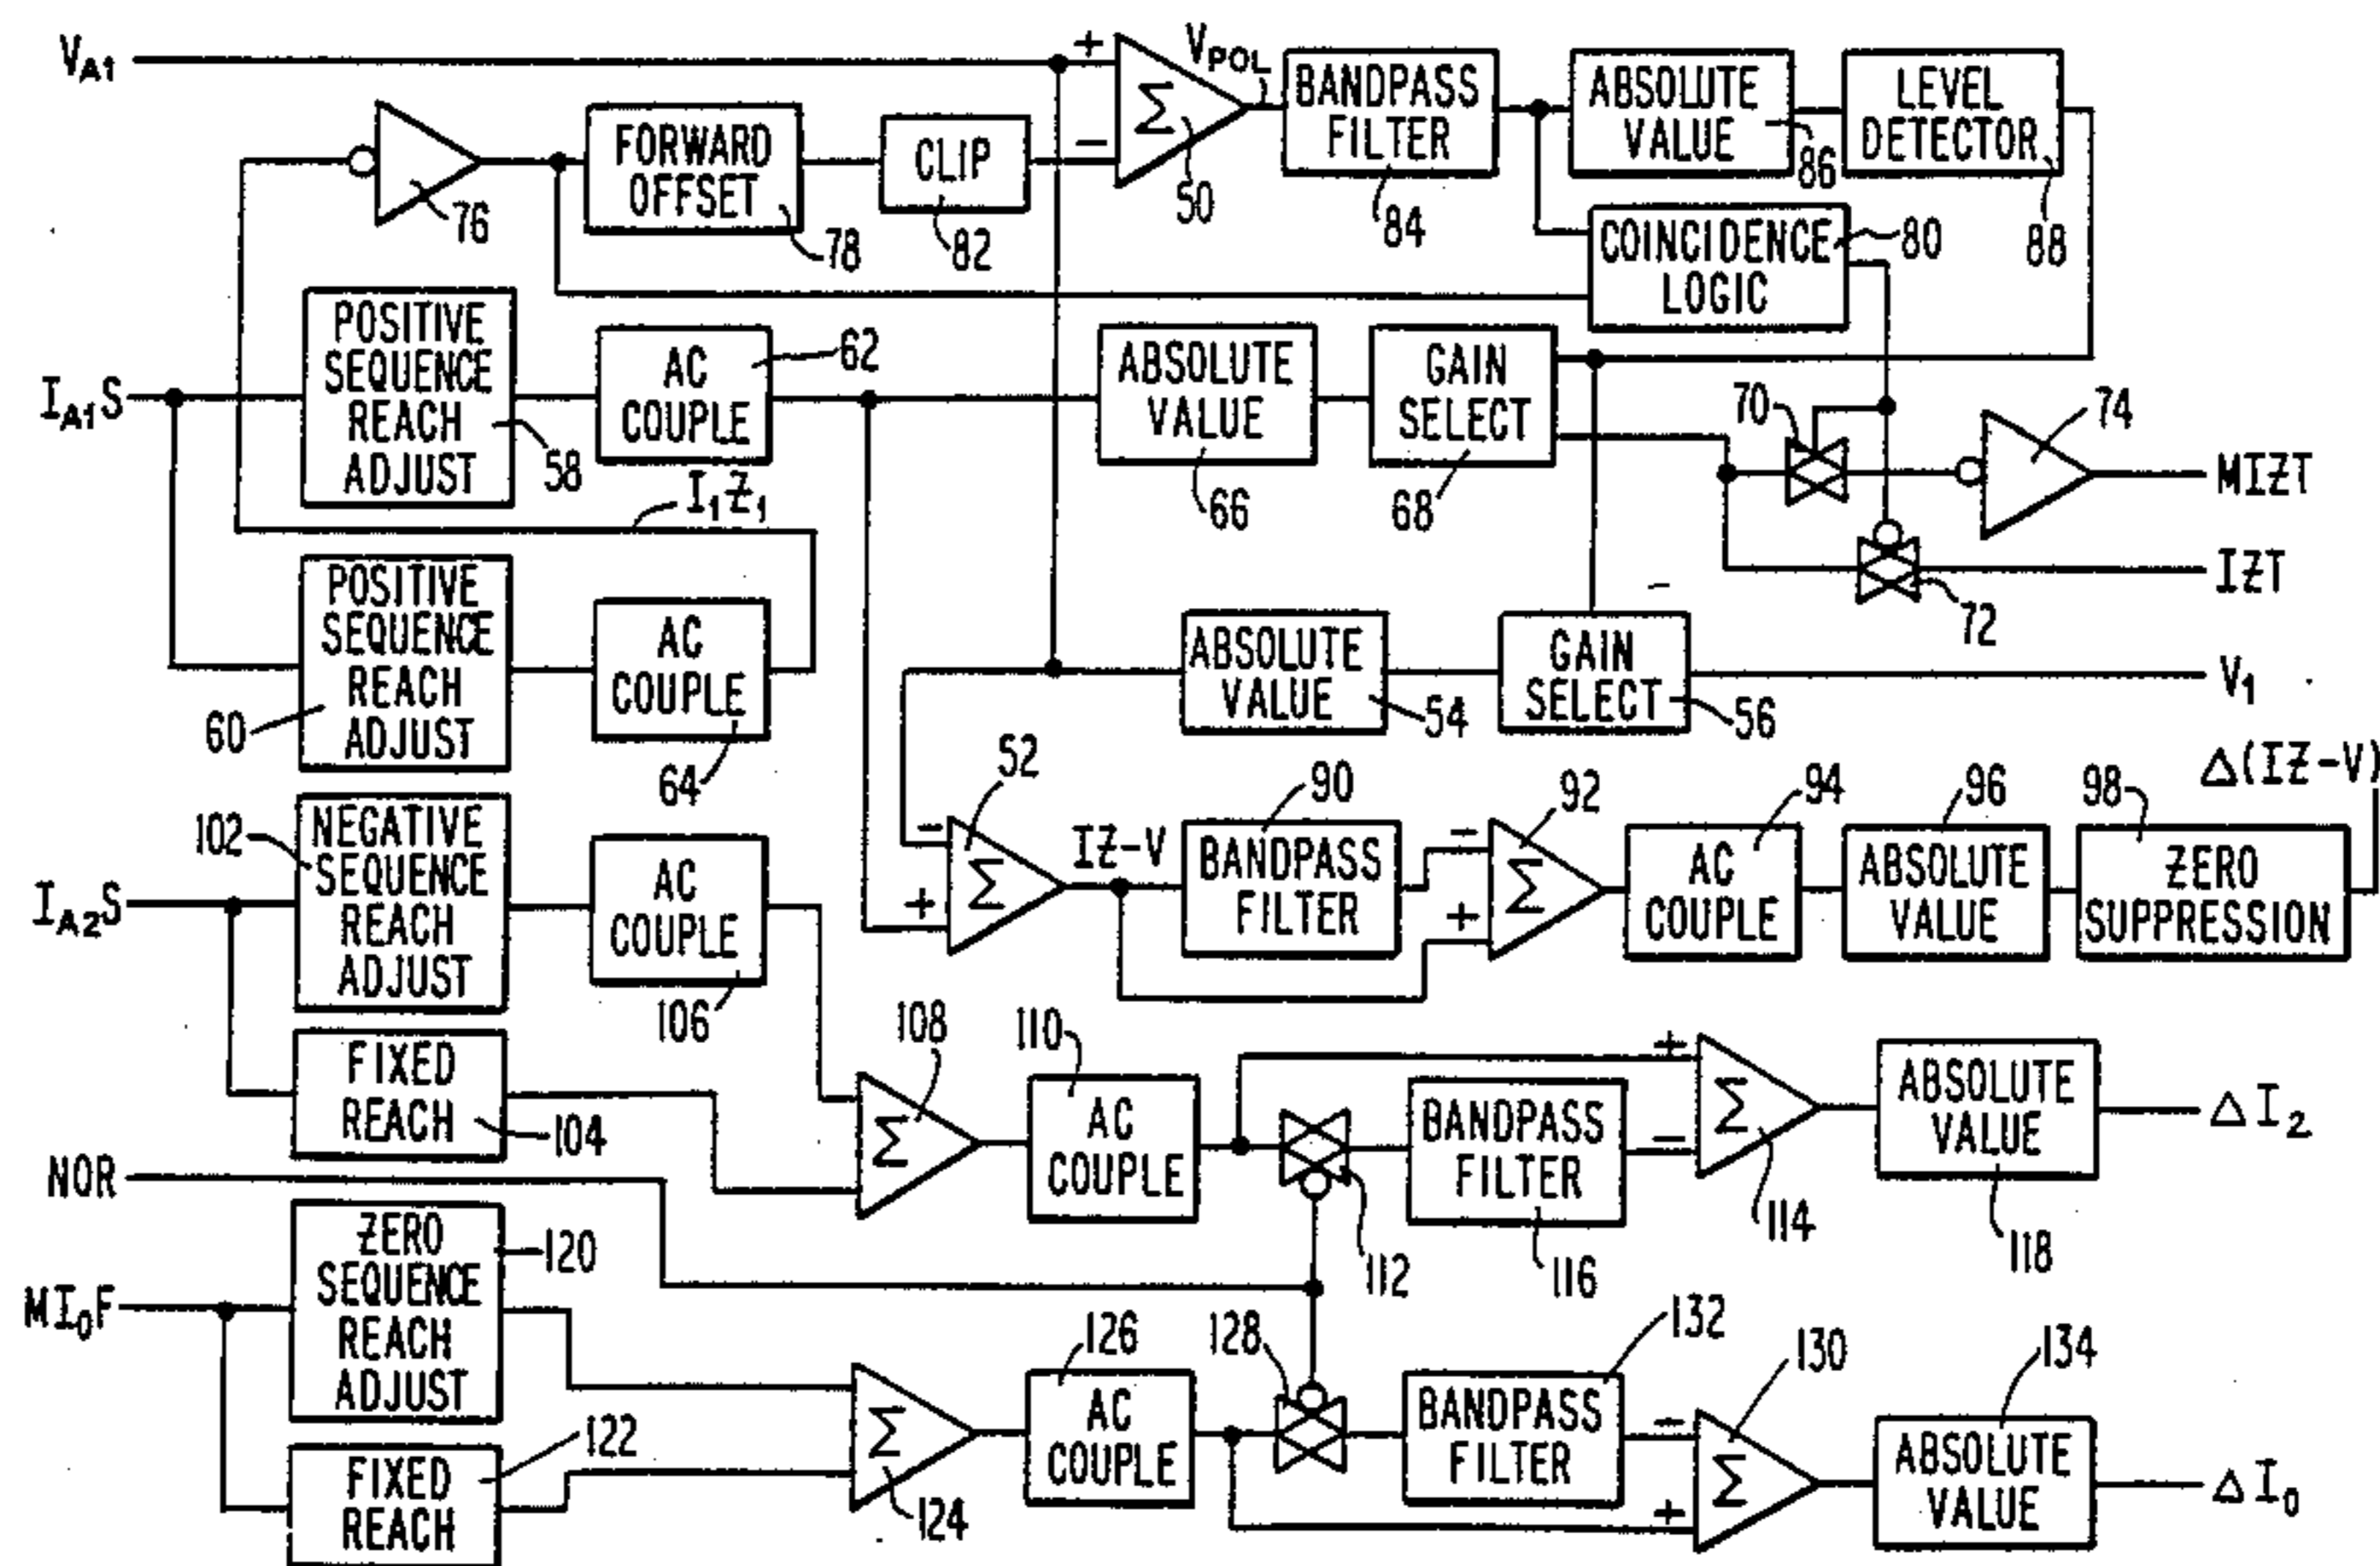 V_A1
+
V_POL
Σ
50
−
BANDPASS
FILTER
84
ABSOLUTE
VALUE
86
LEVEL
DETECTOR
88
76
FORWARD
OFFSET
78
CLIP
82
COINCIDENCE
LOGIC
80
I_A1S
POSITIVE
SEQUENCE
REACH
ADJUST
58
AC
COUPLE
62
ABSOLUTE
VALUE
66
GAIN
SELECT
68
70
74
MIZT
I₁Z₁
72
IZT
POSITIVE
SEQUENCE
REACH
ADJUST
60
AC
COUPLE
64
ABSOLUTE
VALUE
54
GAIN
SELECT
56
V₁
Δ(IZ-V)
I_A2S
102
NEGATIVE
SEQUENCE
REACH
ADJUST
AC
COUPLE
106
−
+
Σ
52
IZ-V
90
BANDPASS
FILTER
−
+
Σ
92
94
AC
COUPLE
96
ABSOLUTE
VALUE
98
ZERO
SUPPRESSION
FIXED
REACH
104
108
Σ
110
AC
COUPLE
112
BANDPASS
FILTER
116
+
−
Σ
114
ABSOLUTE
VALUE
118
ΔI₂
NOR
MI₀F
ZERO
SEQUENCE
REACH
ADJUST
120
FIXED
REACH
122
Σ
124
126
AC
COUPLE
128
BANDPASS
FILTER
132
−
+
Σ
130
ABSOLUTE
VALUE
134
ΔI₀